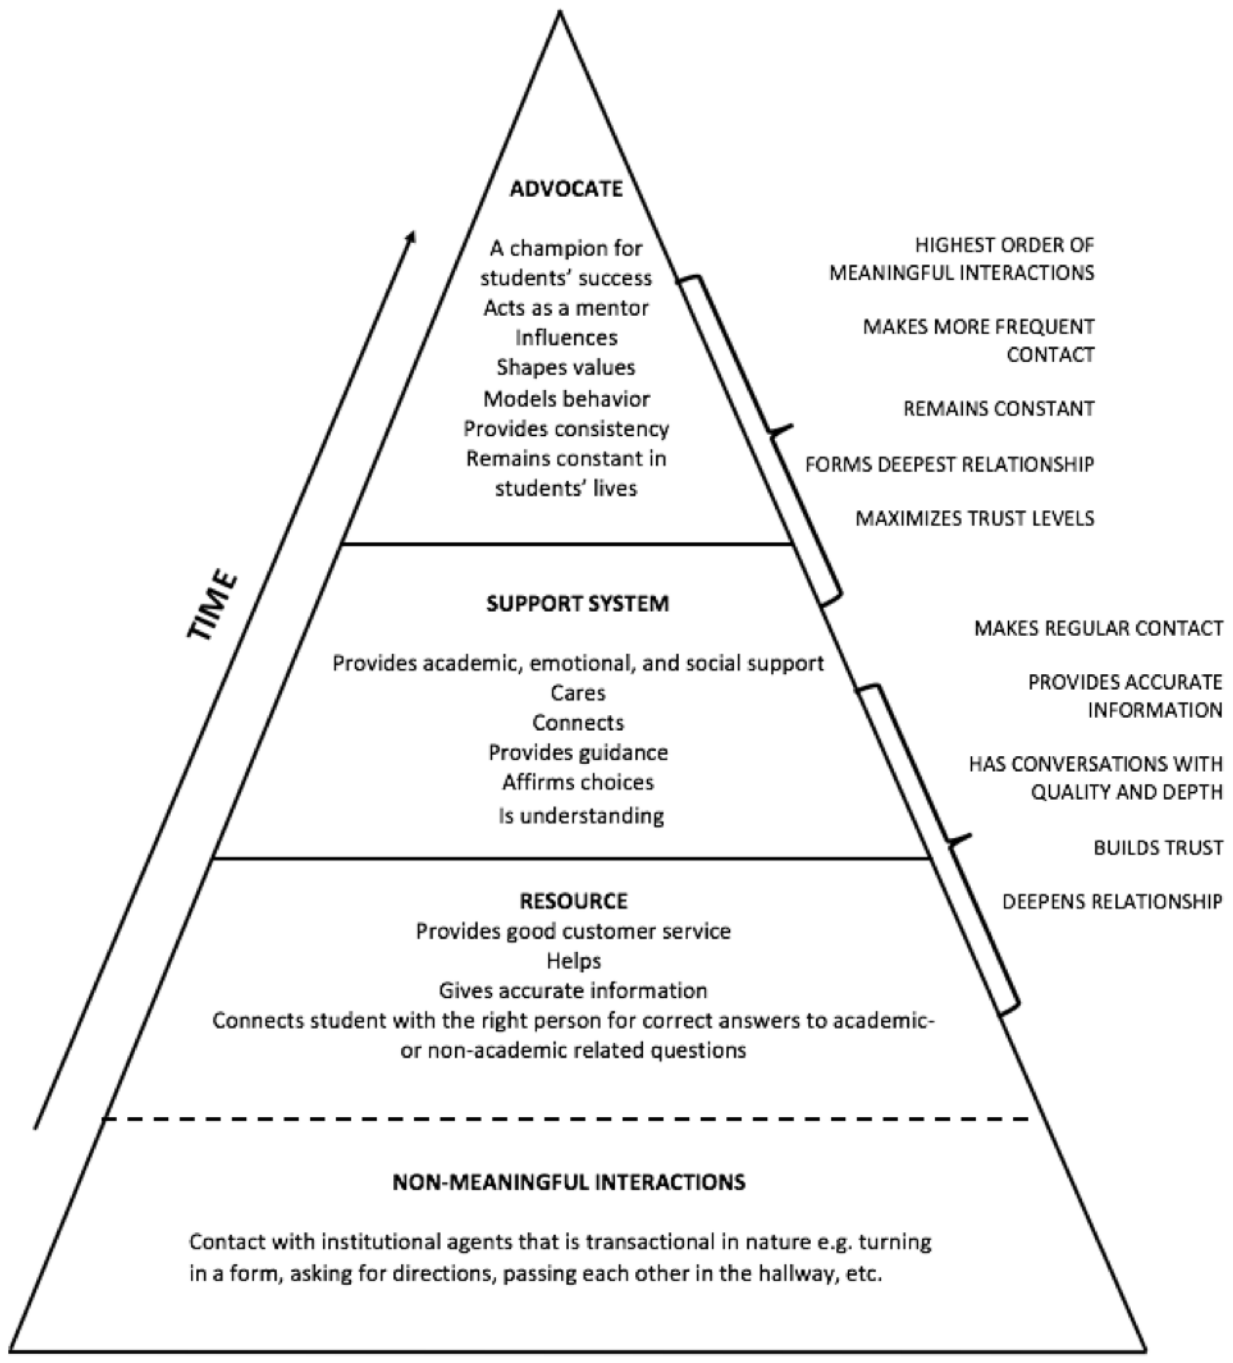 ADVOCATE
A champion for
students’ success
Acts as a mentor
Influences
Shapes values
Models behavior
Provides consistency
Remains constant in
students’ lives
HIGHEST ORDER OF
MEANINGFUL INTERACTIONS
MAKES MORE FREQUENT
CONTACT
REMAINS CONSTANT
FORMS DEEPEST RELATIONSHIP
MAXIMIZES TRUST LEVELS
TIME
SUPPORT SYSTEM
Provides academic, emotional, and social support
Cares
Connects
Provides guidance
Affirms choices
Is understanding
MAKES REGULAR CONTACT
PROVIDES ACCURATE
INFORMATION
HAS CONVERSATIONS WITH
QUALITY AND DEPTH
BUILDS TRUST
DEEPENS RELATIONSHIP
RESOURCE
Provides good customer service
Helps
Gives accurate information
Connects student with the right person for correct answers to academic-
or non-academic related questions
NON-MEANINGFUL INTERACTIONS
Contact with institutional agents that is transactional in nature e.g. turning
in a form, asking for directions, passing each other in the hallway, etc.